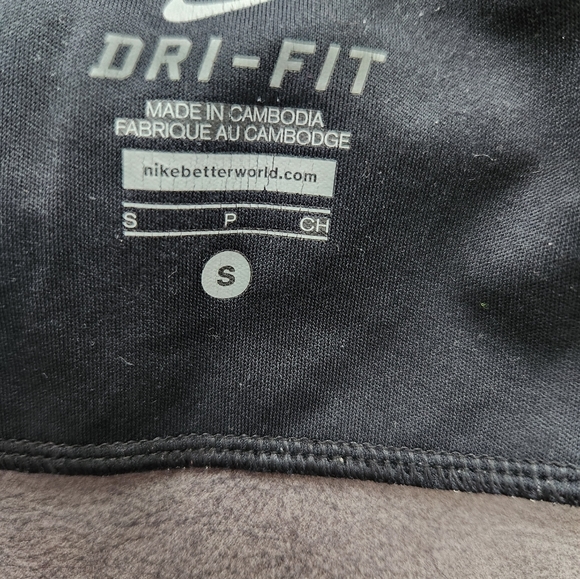 DRI-FIT
MADE IN CAMBODIA
FABRIQUE AU CAMBODGE
nikebetterworld.com
S P CH
S